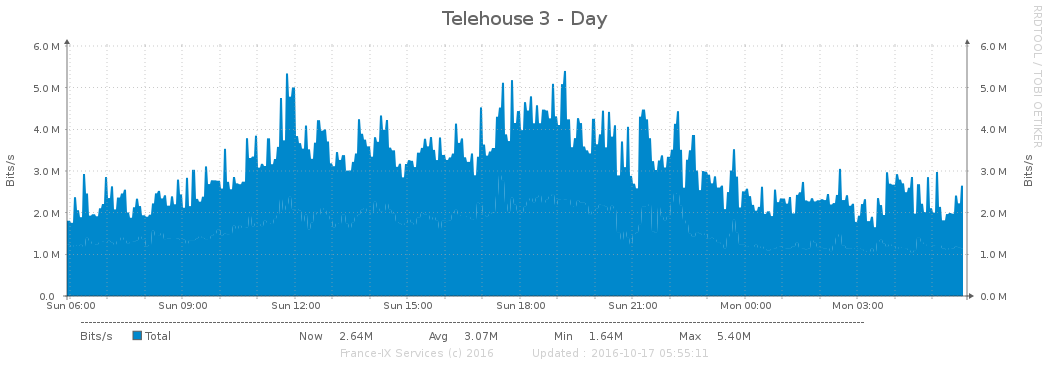 Telehouse 3 - Day
RRDTOOL / TOBI OETIKER
Bits/s
6.0 M 6.0 M
5.0 M 5.0 M
4.0 M 4.0 M
3.0 M 3.0 M
2.0 M 2.0 M
1.0 M 1.0 M
0.0 0.0 M
Bits/s
Sun 06:00 Sun 09:00 Sun 12:00 Sun 15:00 Sun 18:00 Sun 21:00 Mon 00:00 Mon 03:00
Bits/s Total Now 2.64M Avg 3.07M Min 1.64M Max 5.40M
France-IX Services (c) 2016 Updated : 2016-10-17 05:55:11